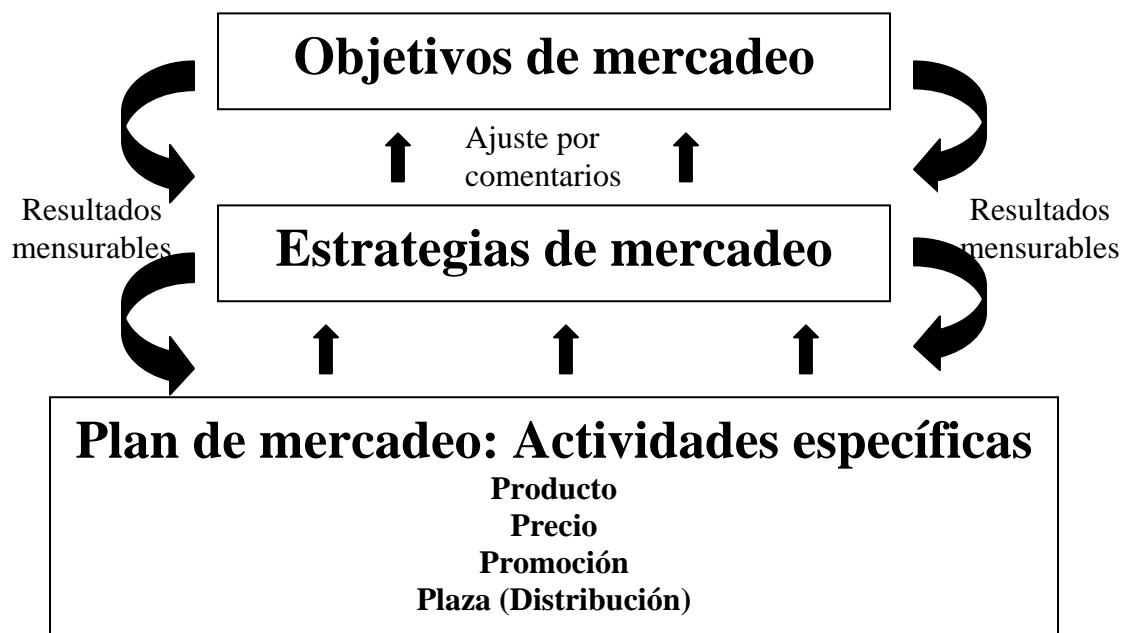 Objetivos de mercadeo
Ajuste por
comentarios
Resultados
mensurables
Resultados
mensurables
Estrategias de mercadeo
Plan de mercadeo: Actividades específicas
Producto
Precio
Promoción
Plaza (Distribución)